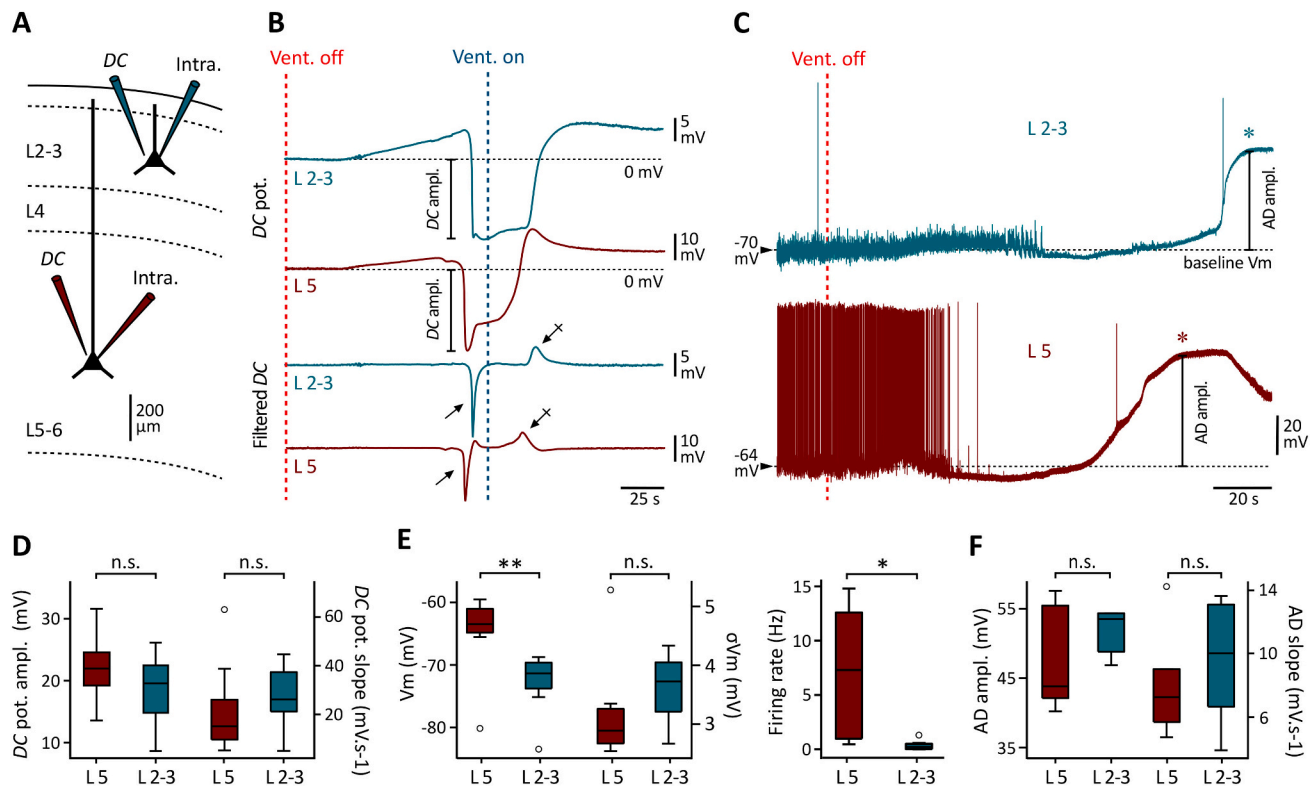 A
DC
Intra.
L2-3
L4
DC
Intra.
200
µm
L5-6
B
Vent. off
Vent. on
DC pot.
L 2-3
DC ampl.
5
mV
0 mV
L 5
DC ampl.
10
mV
0 mV
Filtered DC
L 2-3
5
mV
L 5
10
mV
25 s
C
Vent. off
L 2-3
*
AD ampl.
-70
mV
baseline Vm
L 5
*
AD ampl.
-64
mV
20
mV
20 s
D
n.s.
n.s.
DC pot. ampl. (mV)
30
20
10
DC pot. slope (mV.s-1)
60
40
20
L 5
L 2-3
L 5
L 2-3
E
**
n.s.
Vm (mV)
-60
-70
-80
σVm (mV)
5
4
3
L 5
L 2-3
L 5
L 2-3
*
Firing rate (Hz)
15
10
5
0
L 5
L 2-3
F
n.s.
n.s.
AD ampl. (mV)
55
45
35
AD slope (mV.s-1)
14
10
6
L 5
L 2-3
L 5
L 2-3